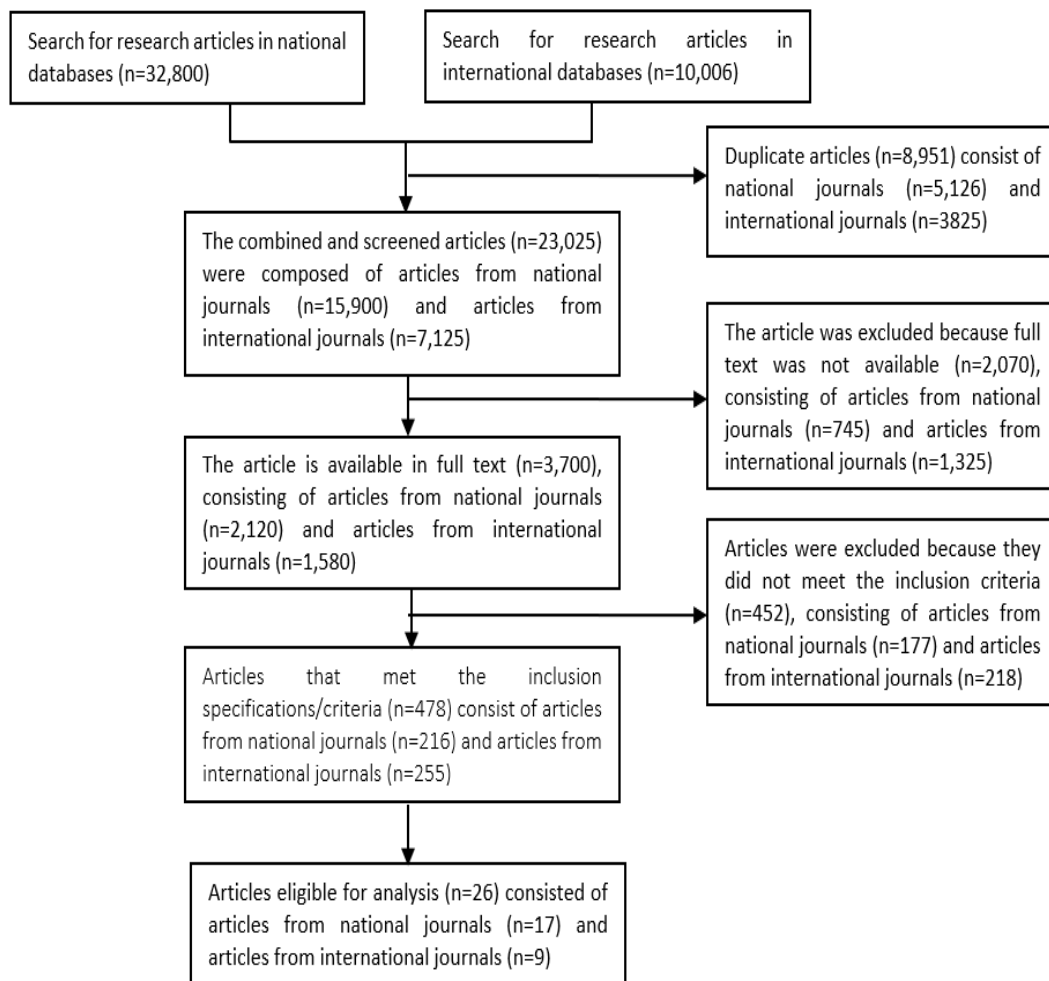 Search for research articles in national
databases (n=32,800)
Search for research articles in
international databases (n=10,006)
Duplicate articles (n=8,951) consist of
national journals (n=5,126) and
international journals (n=3825)
The combined and screened articles (n=23,025)
were composed of articles from national
journals (n=15,900) and articles from
international journals (n=7,125)
The article was excluded because full
text was not available (n=2,070),
consisting of articles from national
journals (n=745) and articles from
international journals (n=1,325)
The article is available in full text (n=3,700),
consisting of articles from national journals
(n=2,120) and articles from international
journals (n=1,580)
Articles were excluded because they
did not meet the inclusion criteria
(n=452), consisting of articles from
national journals (n=177) and articles
from international journals (n=218)
Articles that met the inclusion
specifications/criteria (n=478) consist of articles
from national journals (n=216) and articles from
international journals (n=255)
Articles eligible for analysis (n=26) consisted of
articles from national journals (n=17) and
articles from international journals (n=9)